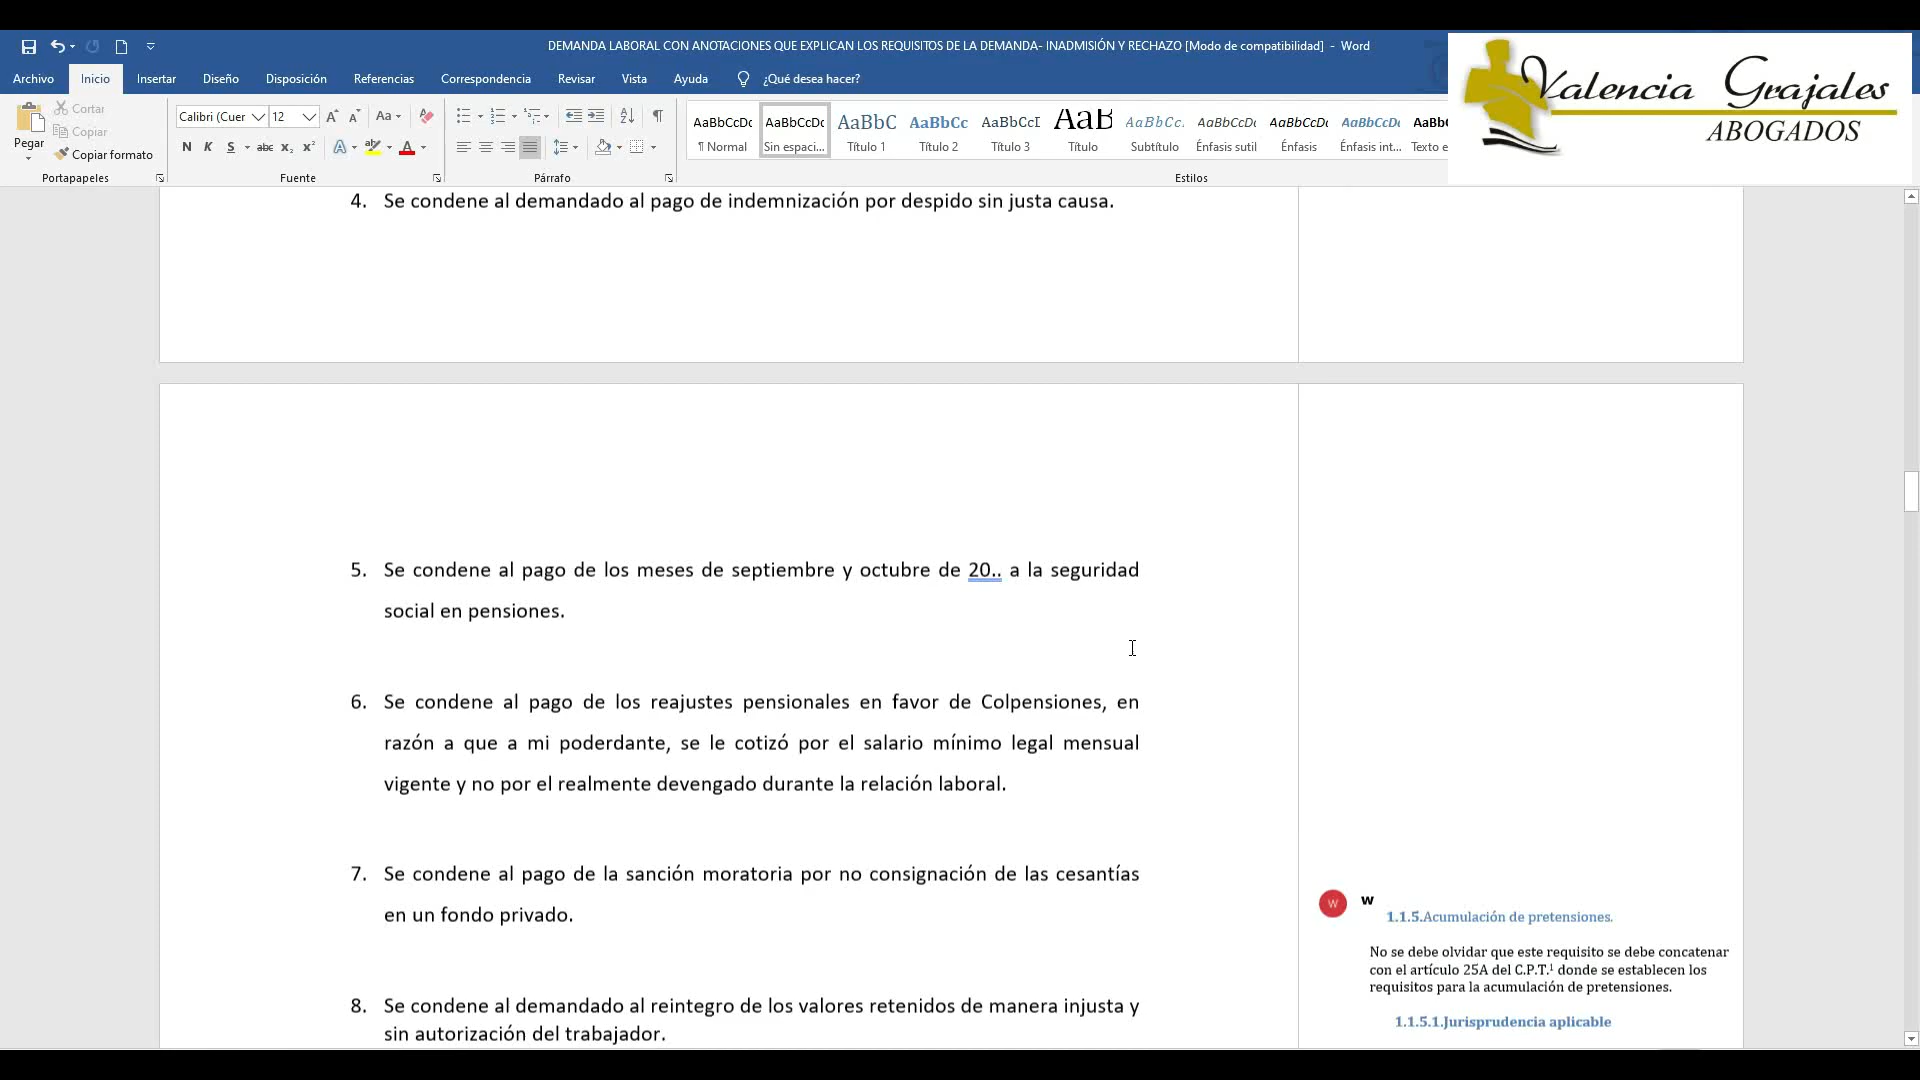 DEMANDA LABORAL CON ANOTACIONES QUE EXPLICAN LOS REQUISITOS DE LA DEMANDA- INADMISIÓN Y RECHAZO [Modo de compatibilidad] - Word
Archivo Inicio Insertar Diseño Disposición Referencias Correspondencia Revisar Vista Ayuda ¿Qué desea hacer?
Valencia Grajales
ABOGADOS
Pegar
Cortar
Copiar
Copiar formato
Portapapeles
Calibri (Cuer 12
Aa
N K S abc x₂ x²
Fuente
Párrafo
AaBbCcDc AaBbCcDc AaBbC AaBbCc AaBbCcI AaB AaBbCc. AaBbCcDc AaBbCcDc AaBbCcDc AaBbC
¶ Normal Sin espaci... Título 1 Título 2 Título 3 Título Subtítulo Énfasis sutil Énfasis Énfasis int... Texto e
Estilos
4. Se condene al demandado al pago de indemnización por despido sin justa causa.
5. Se condene al pago de los meses de septiembre y octubre de 20.. a la seguridad
social en pensiones.
6. Se condene al pago de los reajustes pensionales en favor de Colpensiones, en
razón a que a mi poderdante, se le cotizó por el salario mínimo legal mensual
vigente y no por el realmente devengado durante la relación laboral.
7. Se condene al pago de la sanción moratoria por no consignación de las cesantías
en un fondo privado.
8. Se condene al demandado al reintegro de los valores retenidos de manera injusta y
sin autorización del trabajador.
W w
1.1.5.Acumulación de pretensiones.
No se debe olvidar que este requisito se debe concatenar
con el artículo 25A del C.P.T.¹ donde se establecen los
requisitos para la acumulación de pretensiones.
1.1.5.1.Jurisprudencia aplicable